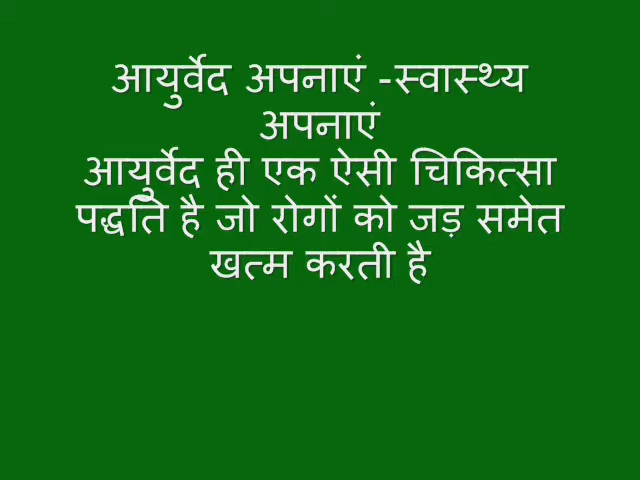 आयुर्वेद अपनाएं -स्वास्थ्य
अपनाएं
आयुर्वेद ही एक ऐसी चिकित्सा
पद्धति है जो रोगों को जड़ समेत
खत्म करती है